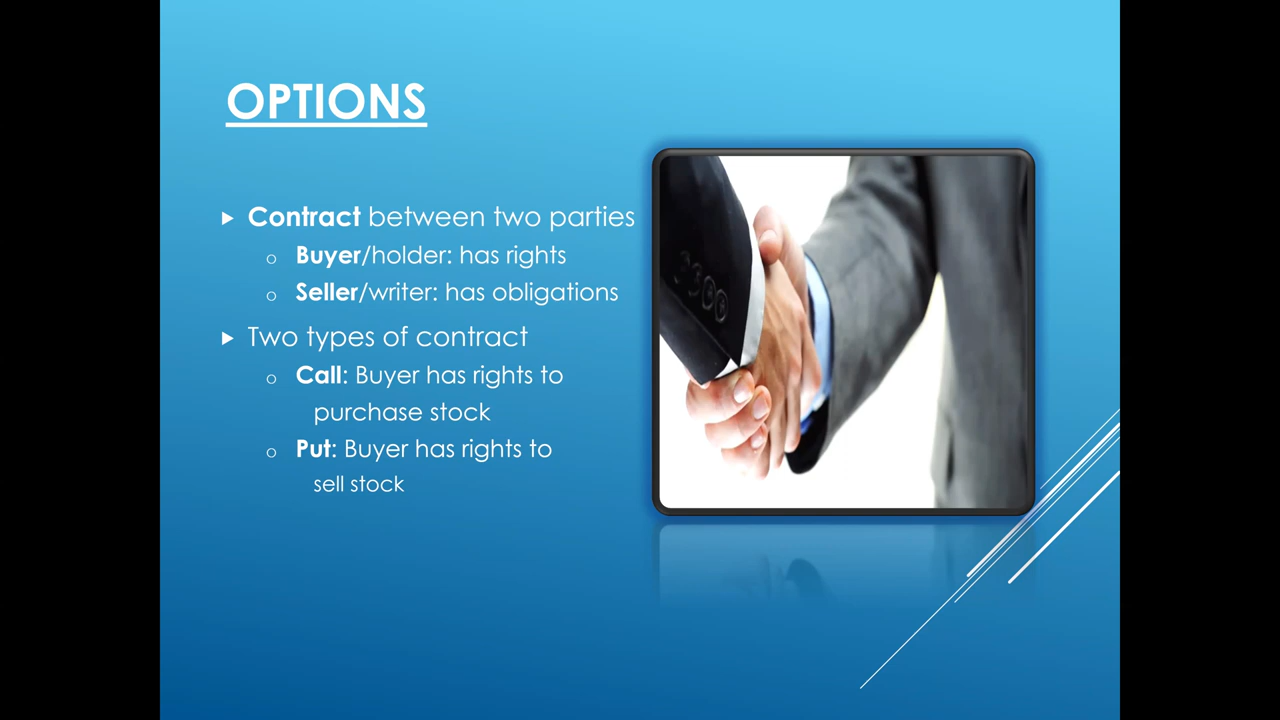 OPTIONS
Contract between two parties
Buyer/holder: has rights
Seller/writer: has obligations
Two types of contract
Call: Buyer has rights to
purchase stock
Put: Buyer has rights to
sell stock